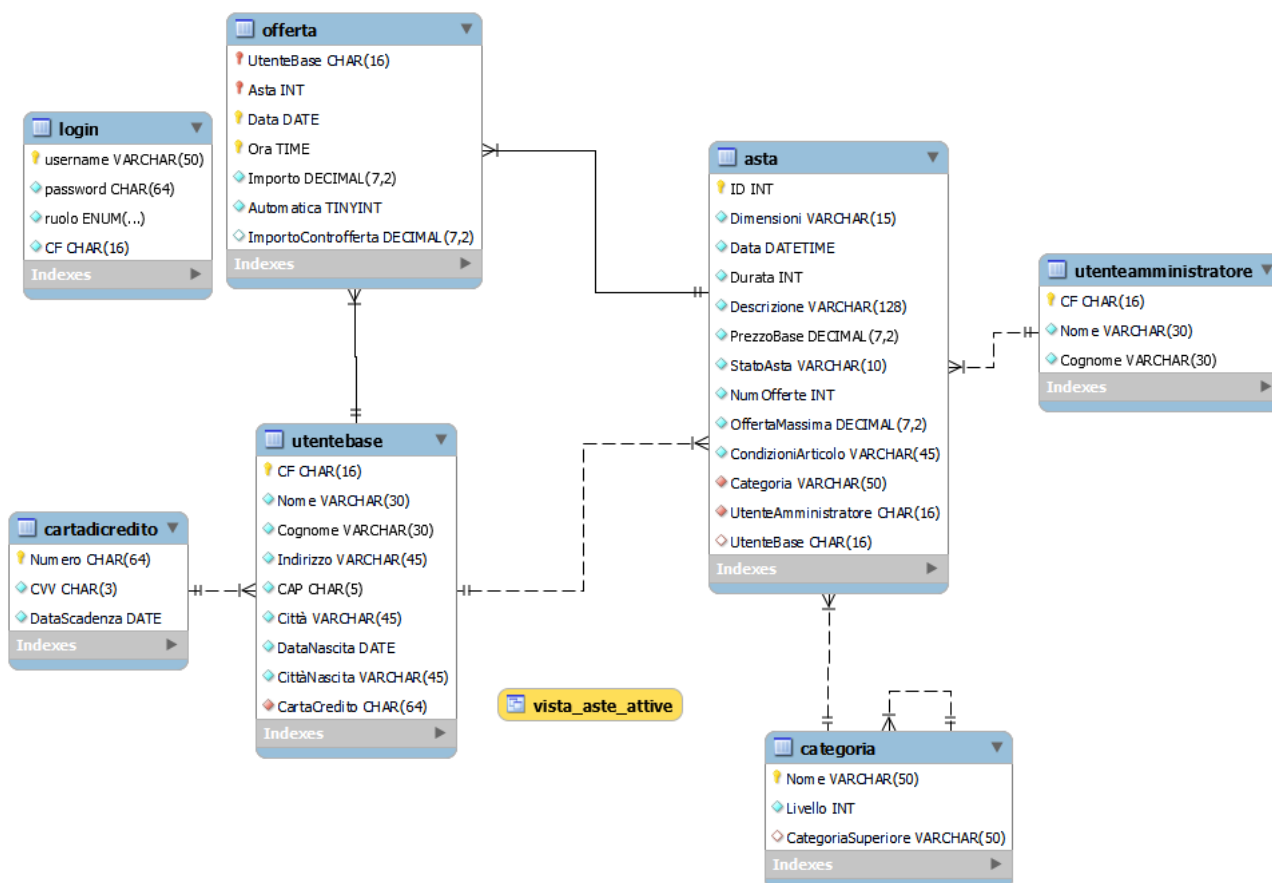 offerta
UtenteBase CHAR(16)
Asta INT
Data DATE
Ora TIME
Importo DECIMAL(7,2)
Automatica TINYINT
ImportoControfferta DECIMAL(7,2)
Indexes
login
username VARCHAR(50)
password CHAR(64)
ruolo ENUM(...)
CF CHAR(16)
Indexes
asta
ID INT
Dimensioni VARCHAR(15)
Data DATETIME
Durata INT
Descrizione VARCHAR(128)
PrezzoBase DECIMAL(7,2)
StatoAsta VARCHAR(10)
NumOfferte INT
OffertaMassima DECIMAL(7,2)
CondizioniArticolo VARCHAR(45)
Categoria VARCHAR(50)
UtenteAmministratore CHAR(16)
UtenteBase CHAR(16)
Indexes
utenteamministratore
CF CHAR(16)
Nome VARCHAR(30)
Cognome VARCHAR(30)
Indexes
utentebase
CF CHAR(16)
Nome VARCHAR(30)
Cognome VARCHAR(30)
Indirizzo VARCHAR(45)
CAP CHAR(5)
Città VARCHAR(45)
DataNascita DATE
CittàNascita VARCHAR(45)
CartaCredito CHAR(64)
Indexes
cartadicredito
Numero CHAR(64)
CVV CHAR(3)
DataScadenza DATE
Indexes
vista_aste_attive
categoria
Nome VARCHAR(50)
Livello INT
CategoriaSuperiore VARCHAR(50)
Indexes